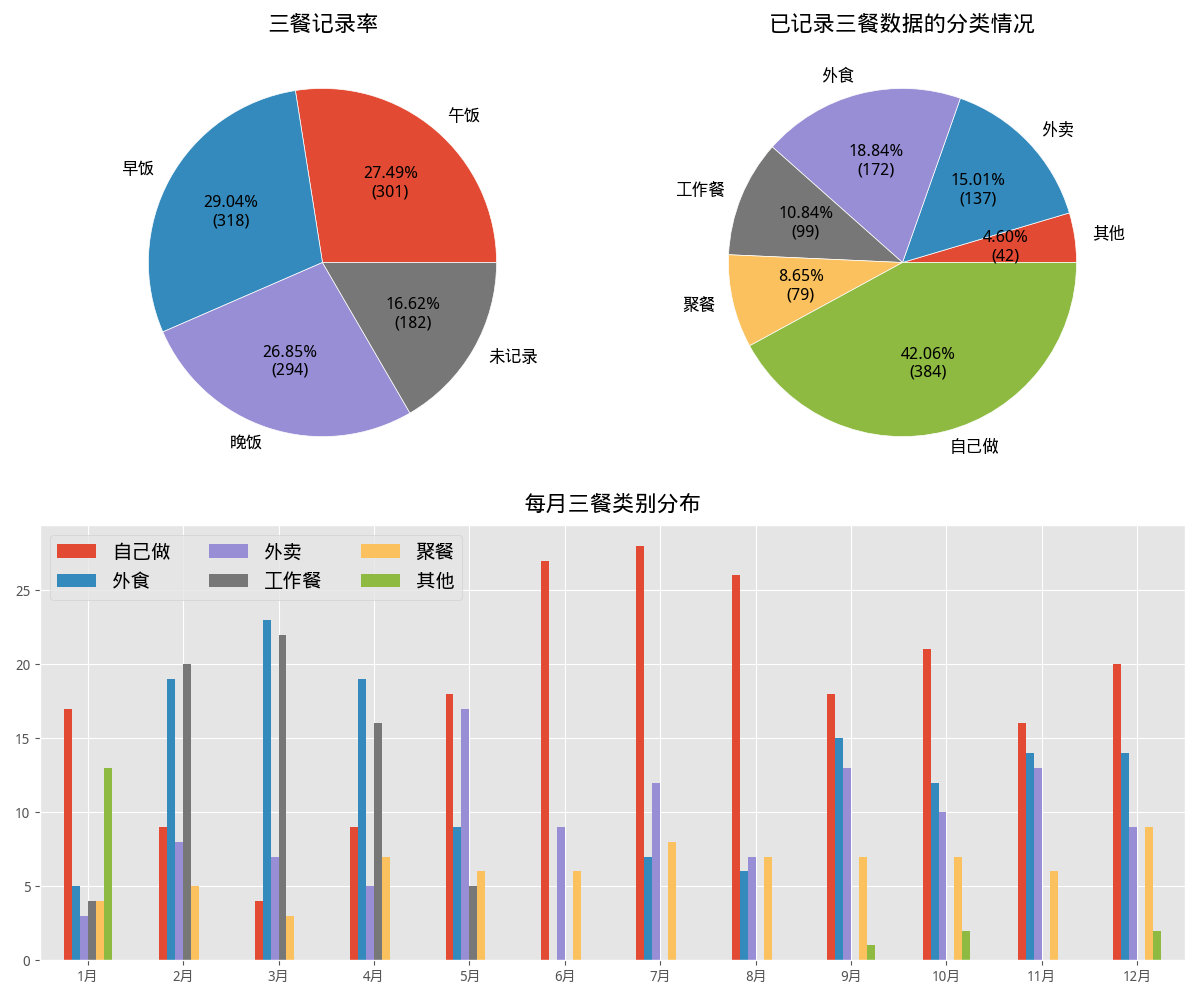 三餐记录率
午饭
27.49%
(301)
早饭
29.04%
(318)
晚饭
26.85%
(294)
未记录
16.62%
(182)
已记录三餐数据的分类情况
其他
4.60%
(42)
外卖
15.01%
(137)
外食
18.84%
(172)
工作餐
10.84%
(99)
聚餐
8.65%
(79)
自己做
42.06%
(384)
每月三餐类别分布
自己做 外卖 聚餐
外食 工作餐 其他
25
20
15
10
5
0
1月 2月 3月 4月 5月 6月 7月 8月 9月 10月 11月 12月